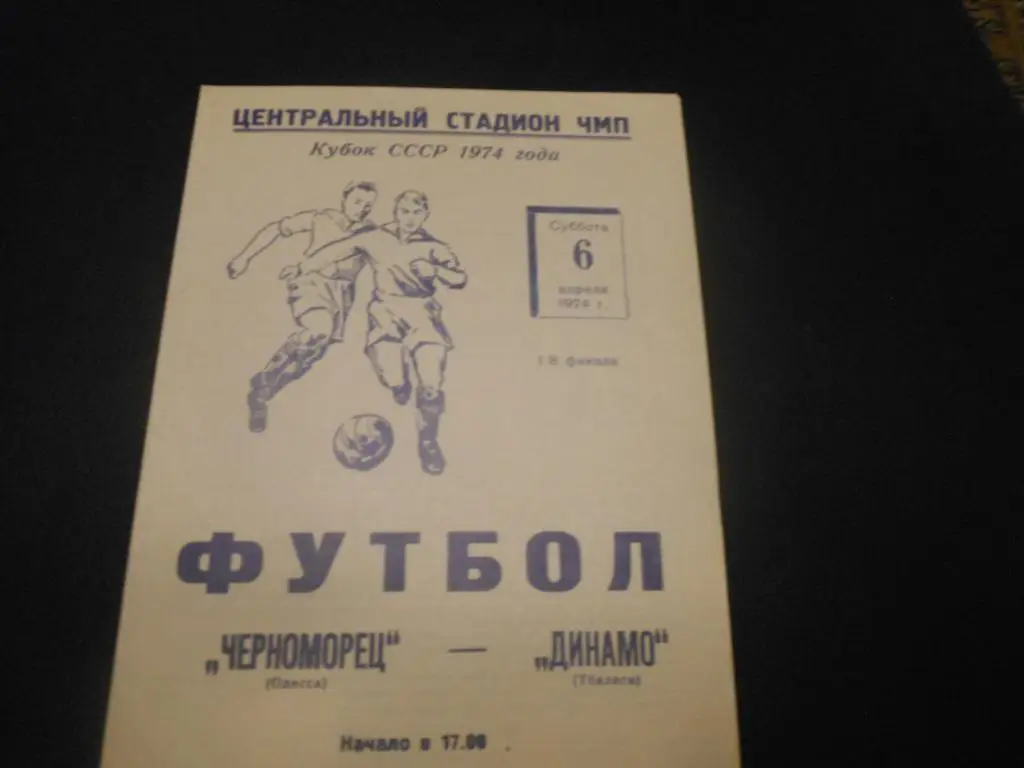 ЦЕНТРАЛЬНЫЙ СТАДИОН ЧМП
Кубок СССР 1974 года
Суббота
6
апреля
1974 г.
1/8 финала
ФУТБОЛ
„ЧЕРНОМОРЕЦ" — „ДИНАМО"
(Одесса) (Тбилиси)
Начало в 17.00